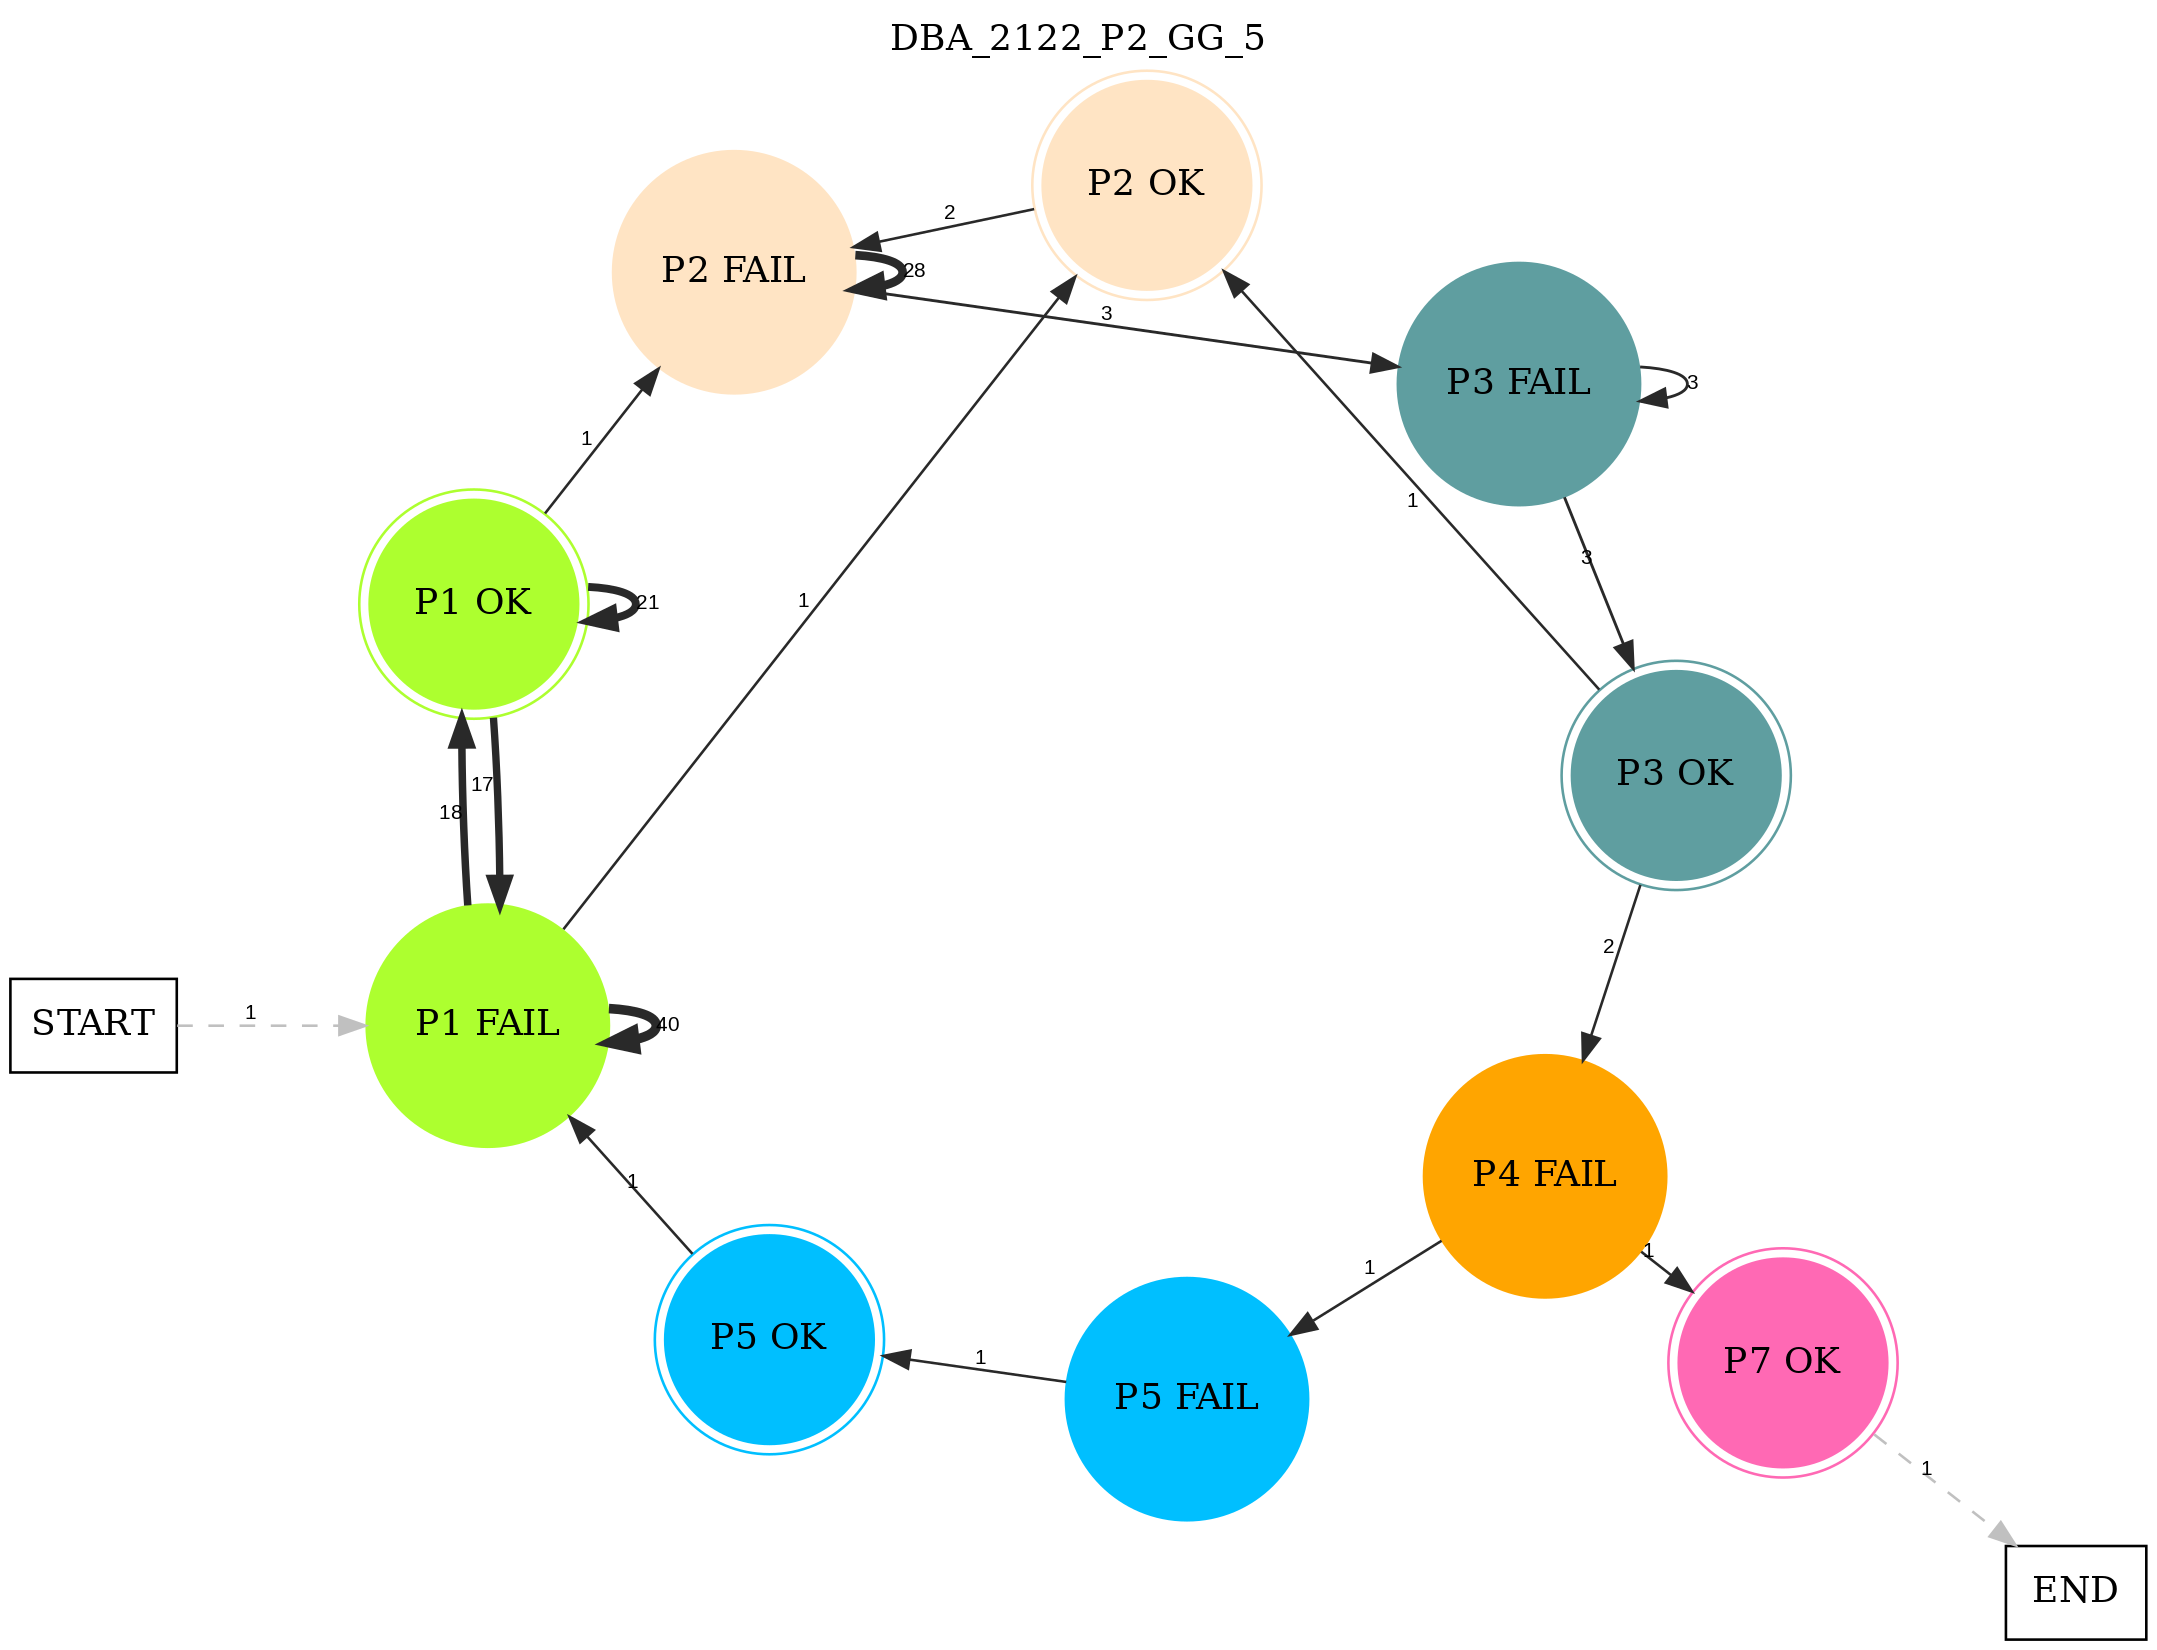 DBA_2122_P2_GG_5
P2 OK
2
P2 FAIL
28
3
P3 FAIL
3
1
1
3
P1 OK
21
1
P3 OK
17
18
2
START
1
P1 FAIL
40
P4 FAIL
1
1
1
P5 OK
1
P5 FAIL
P7 OK
1
END